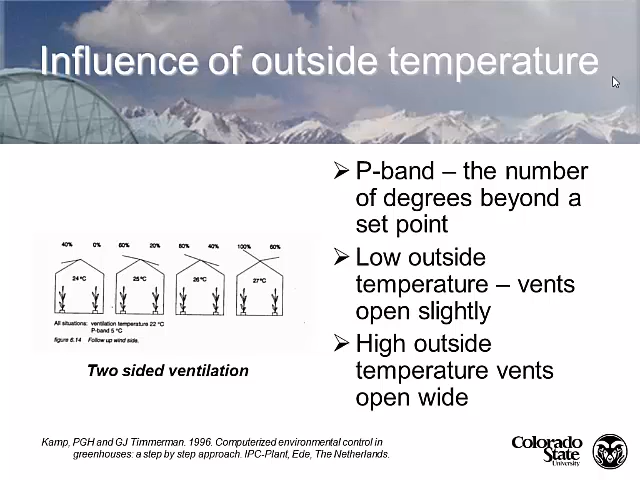 Influence of outside temperature
40% 0% 60% 20% 80% 40% 100% 60%
24 °C 25 °C 26 °C 27 °C
All situations: ventilation temperature 22 °C
P-band 5 °C
figure 6.14 Follow up wind side.
Two sided ventilation
P-band – the number
of degrees beyond a
set point
Low outside
temperature – vents
open slightly
High outside
temperature vents
open wide
Kamp, PGH and GJ Timmerman. 1996. Computerized environmental control in
greenhouses: a step by step approach. IPC-Plant, Ede, The Netherlands.
Colorado
State
University